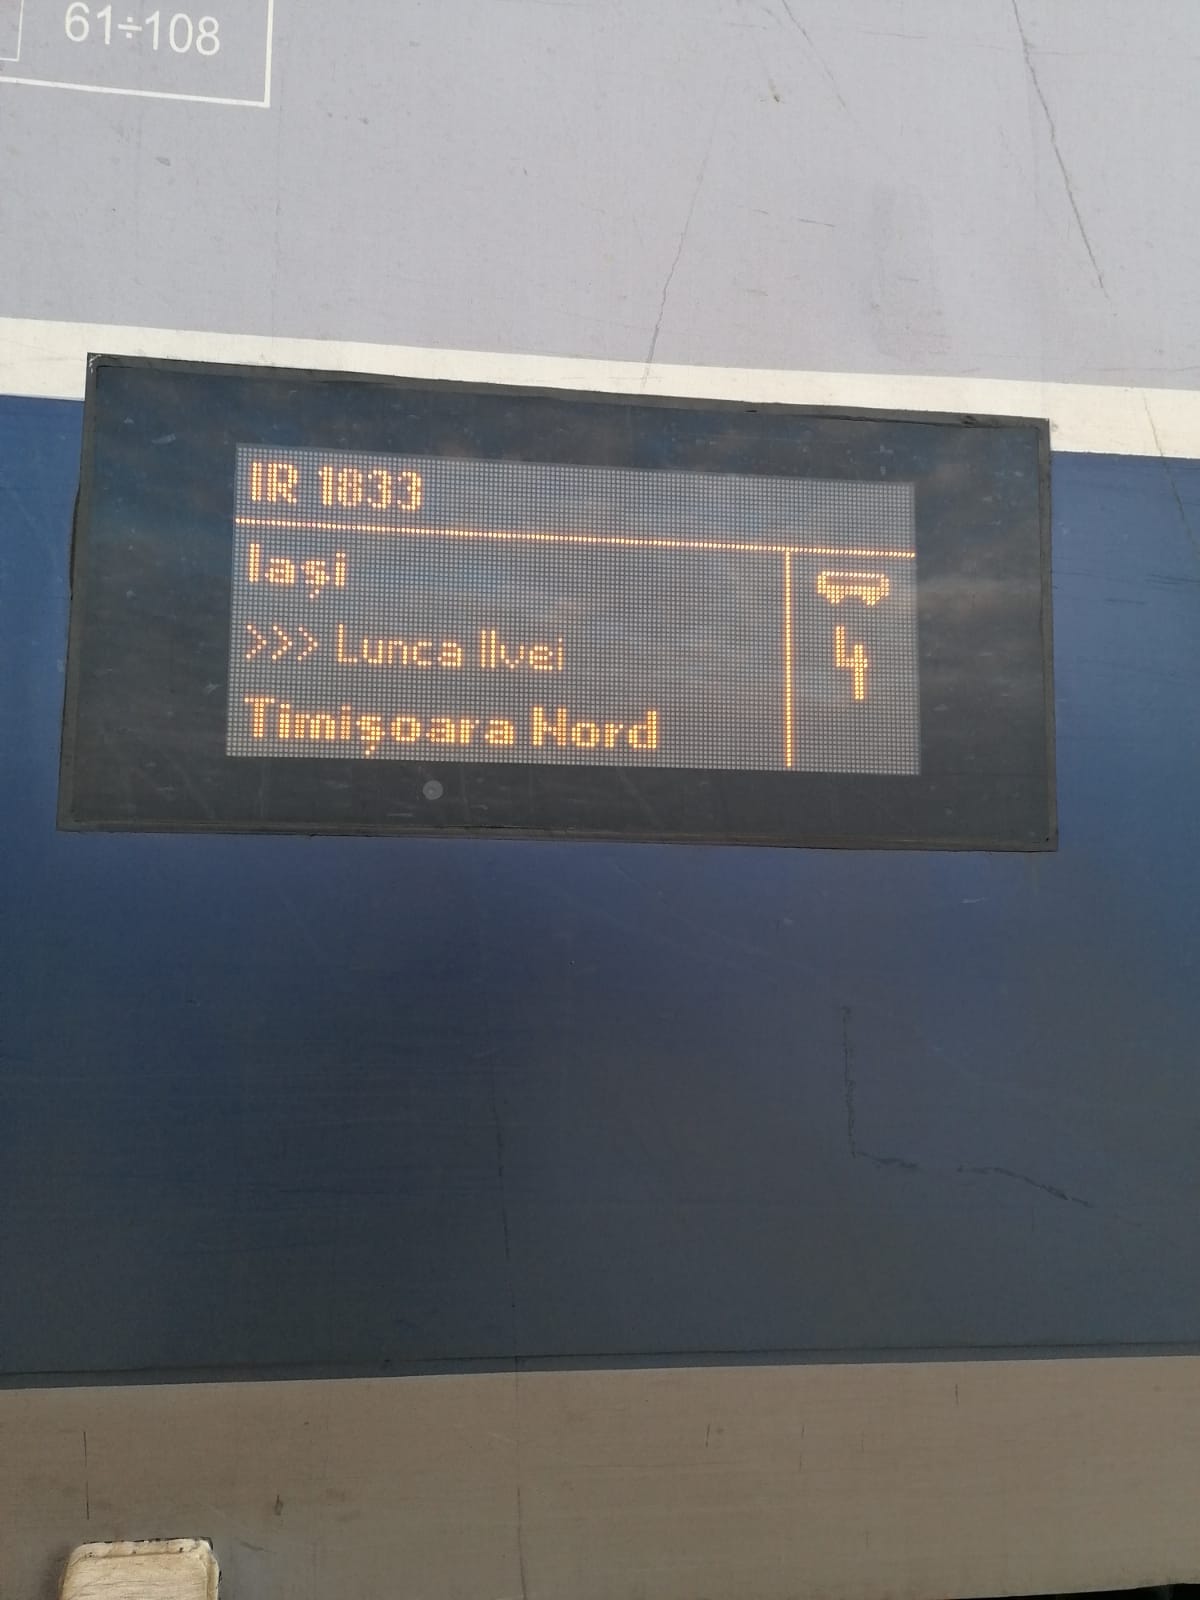 61÷108
IR 1833
Iași
>>> Lunca Ilvei
Timișoara Nord
4